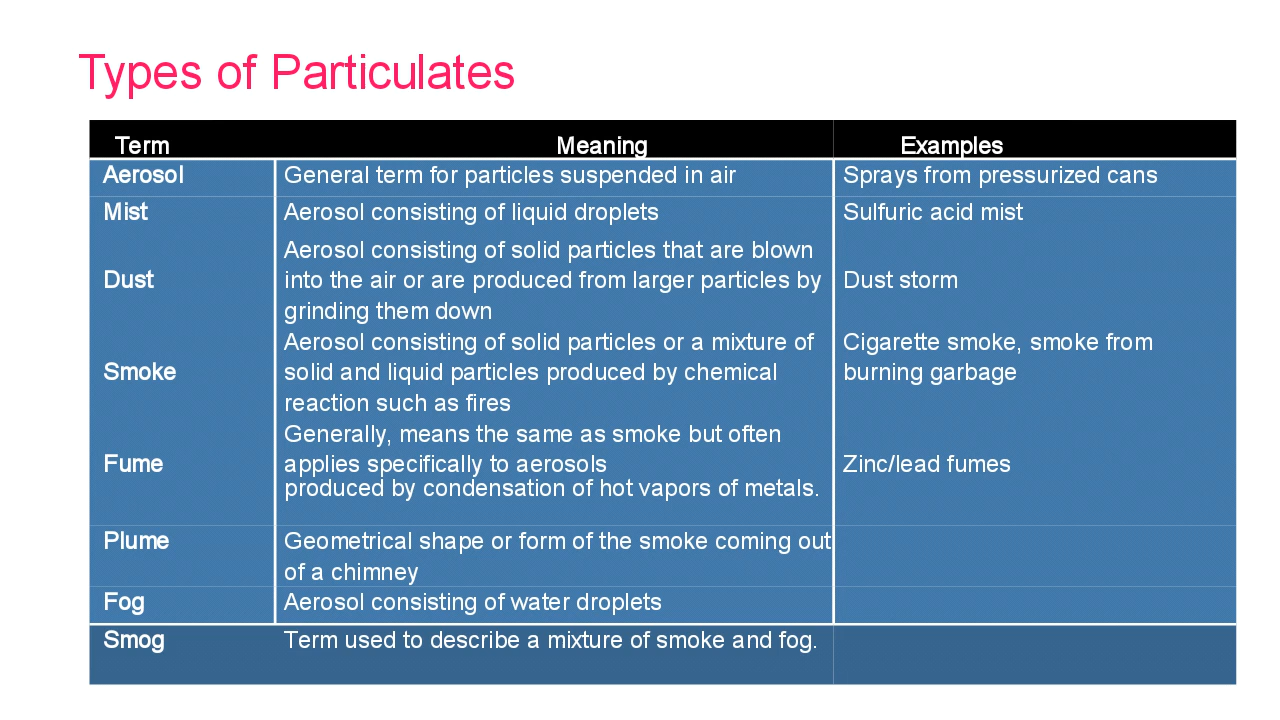 Types of Particulates
Term Meaning Examples
Aerosol General term for particles suspended in air Sprays from pressurized cans
Mist Aerosol consisting of liquid droplets Sulfuric acid mist
Aerosol consisting of solid particles that are blown
Dust into the air or are produced from larger particles by Dust storm
grinding them down
Aerosol consisting of solid particles or a mixture of Cigarette smoke, smoke from
Smoke solid and liquid particles produced by chemical burning garbage
reaction such as fires
Generally, means the same as smoke but often
Fume applies specifically to aerosols Zinc/lead fumes
produced by condensation of hot vapors of metals.
Plume Geometrical shape or form of the smoke coming out
of a chimney
Fog Aerosol consisting of water droplets
Smog Term used to describe a mixture of smoke and fog.